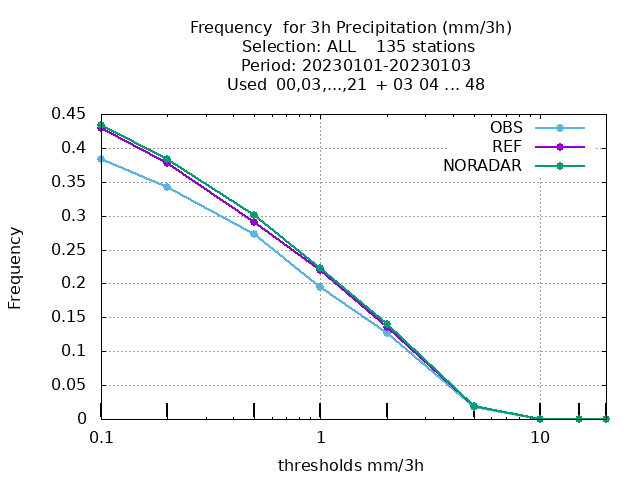 Frequency  for 3h Precipitation (mm/3h)
Selection: ALL    135 stations
Period: 20230101-20230103
Used  00,03,...,21  + 03 04 ... 48
0.45
0.4
0.35
0.3
0.25
0.2
0.15
0.1
0.05
0
Frequency
OBS
REF
NORADAR
0.1
1
10
thresholds mm/3h